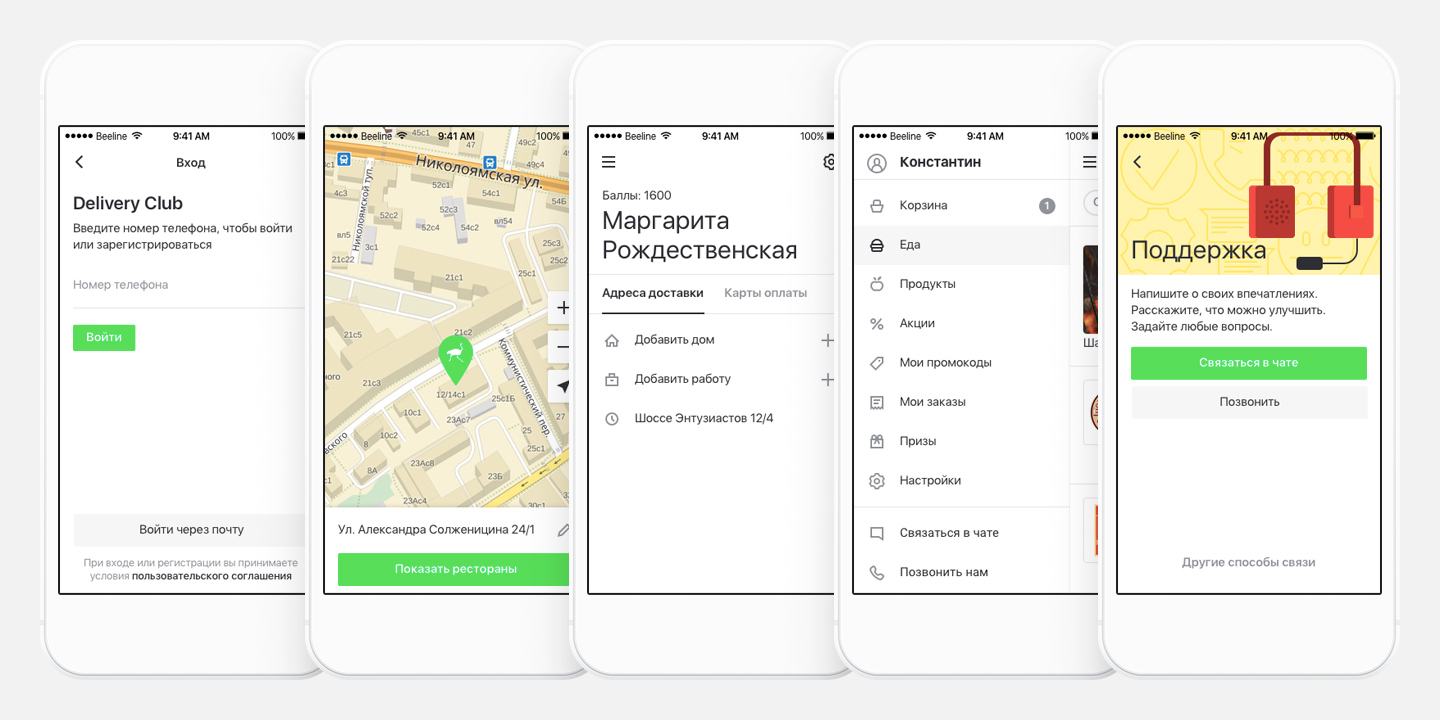 Beeline
9:41 AM
100%
Вход
Delivery Club
Введите номер телефона, чтобы войти
или зарегистрироваться
Номер телефона
Войти
Войти через почту
При входе или регистрации вы принимаете
условия пользовательского соглашения
Beeline
9:41 AM
100%
45с1
47
49с2
49с4
Николоямская ул.
Николоямской туп.
4с3
52с1
54Б
52с2
52с3
52с4
вл54
вл5
3с1
25с3
21с22
52с2
21с1
25с1
21с5
21с2
Коммунистический пер.
21с3
12/14с1
10с1
25с1Б
23Ас7
10с2
8
25
25с1
8А
23Ас8
23Б
23Ас4
30с1
Ул. Александра Солженицина 24/1
Показать рестораны
Beeline
9:41 AM
100%
Баллы: 1600
Маргарита
Рождественская
Адреса доставки Карты оплаты
Добавить дом
Добавить работу
Шоссе Энтузиастов 12/4
Beeline
9:41 AM
100%
Константин
Корзина 1
Еда
Продукты
Акции
Мои промокоды
Мои заказы
Призы
Настройки
Связаться в чате
Позвонить нам
Ша
Beeline
9:41 AM
100%
Поддержка
Напишите о своих впечатлениях.
Расскажите, что можно улучшить.
Задайте любые вопросы.
Связаться в чате
Позвонить
Другие способы связи